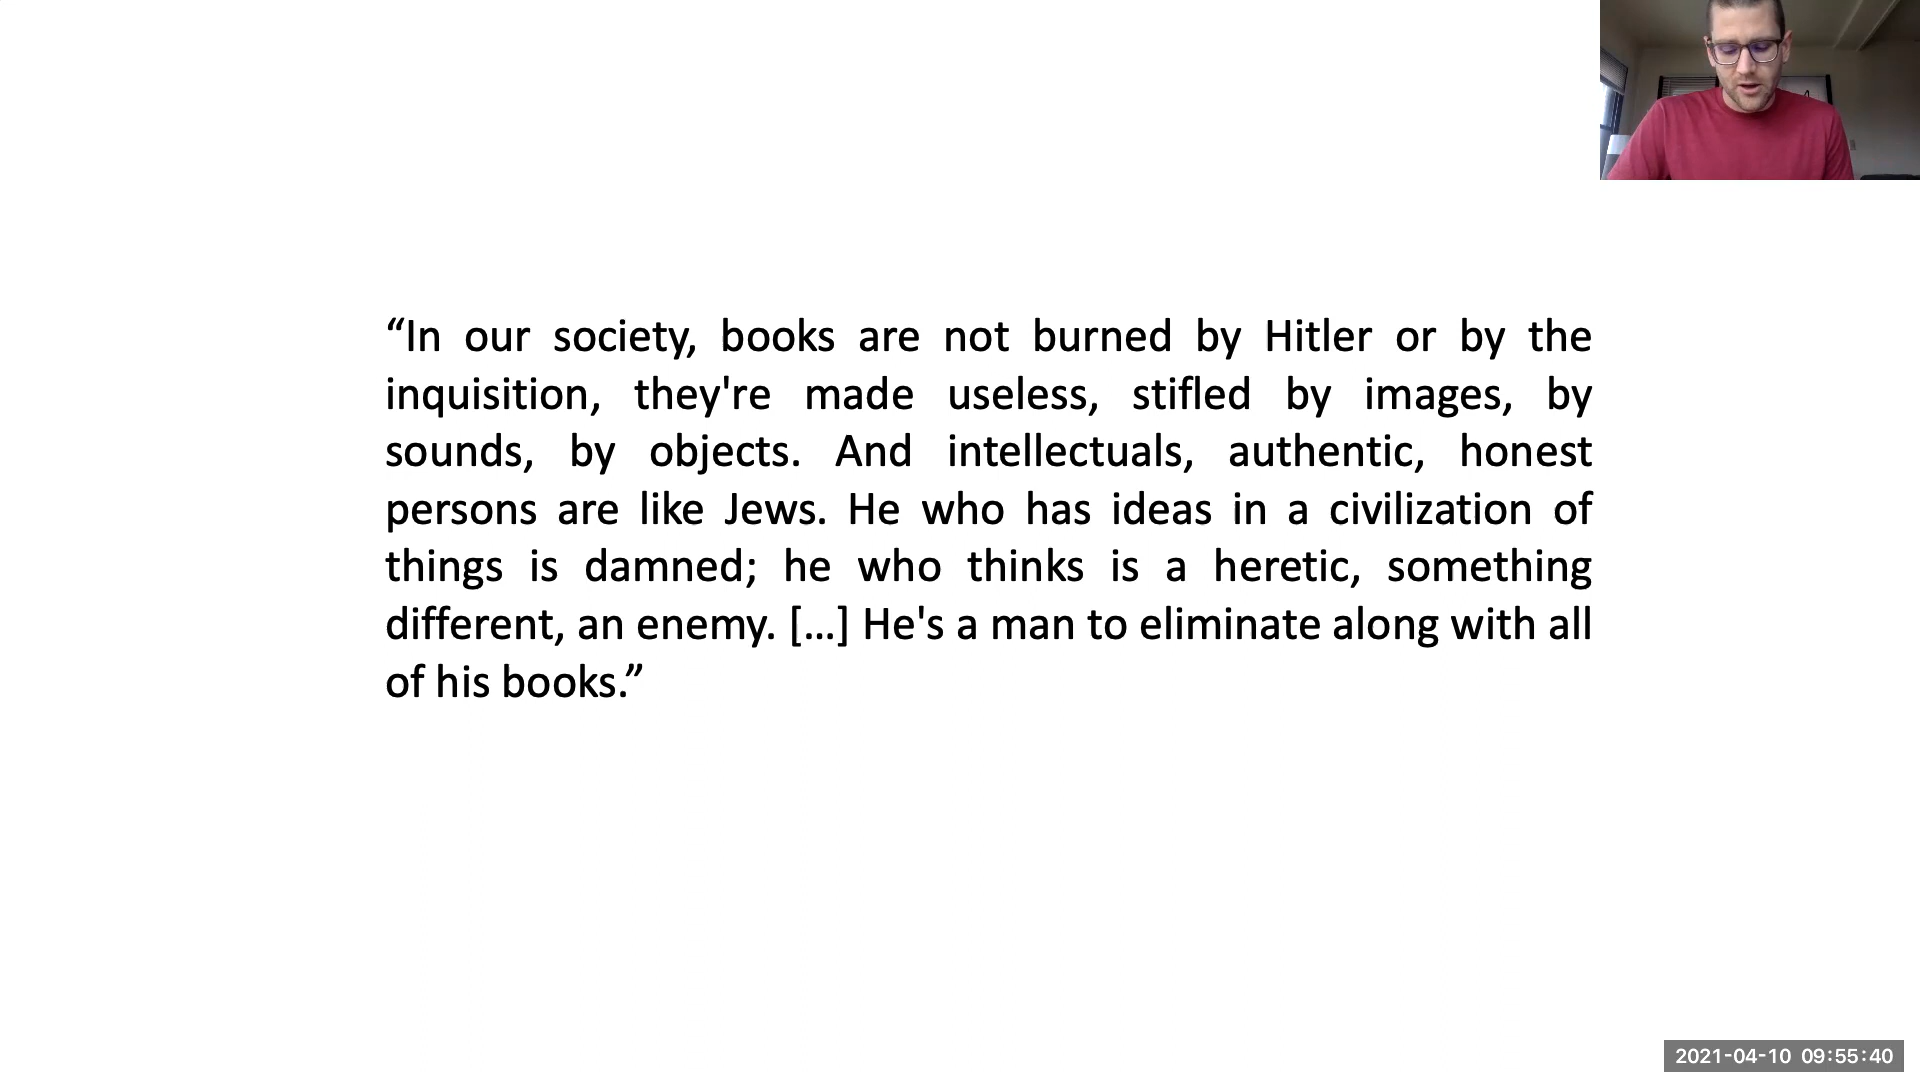 “In our society, books are not burned by Hitler or by the
inquisition, they're made useless, stifled by images, by
sounds, by objects. And intellectuals, authentic, honest
persons are like Jews. He who has ideas in a civilization of
things is damned; he who thinks is a heretic, something
different, an enemy. [...] He's a man to eliminate along with all
of his books.”
2021-04-10 09:55:40